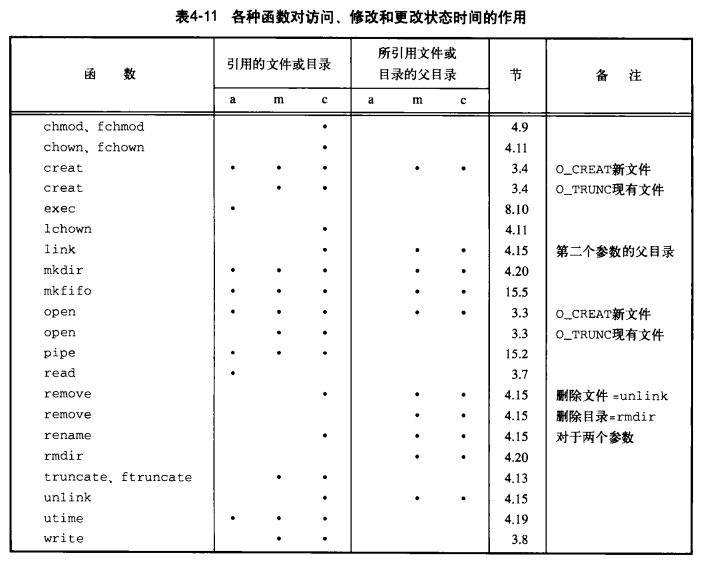 表4-11 各种函数对访问、修改和更改状态时间的作用
函 数 引用的文件或目录 所引用文件或目录的父目录 节 备 注
a m c a m c
chmod、fchmod • 4.9
chown、fchown • 4.11
creat • • • • • 3.4 O_CREAT新文件
creat • • 3.4 O_TRUNC现有文件
exec • 8.10
lchown • 4.11
link • • • 4.15 第二个参数的父目录
mkdir • • • • • 4.20
mkfifo • • • • • 15.5
open • • • • • 3.3 O_CREAT新文件
open • • 3.3 O_TRUNC现有文件
pipe • • • 15.2
read • 3.7
remove • • • 4.15 删除文件 =unlink
remove • • 4.15 删除目录=rmdir
rename • • • 4.15 对于两个参数
rmdir • • 4.20
truncate、ftruncate • • 4.13
unlink • • • 4.15
utime • • • 4.19
write • • 3.8